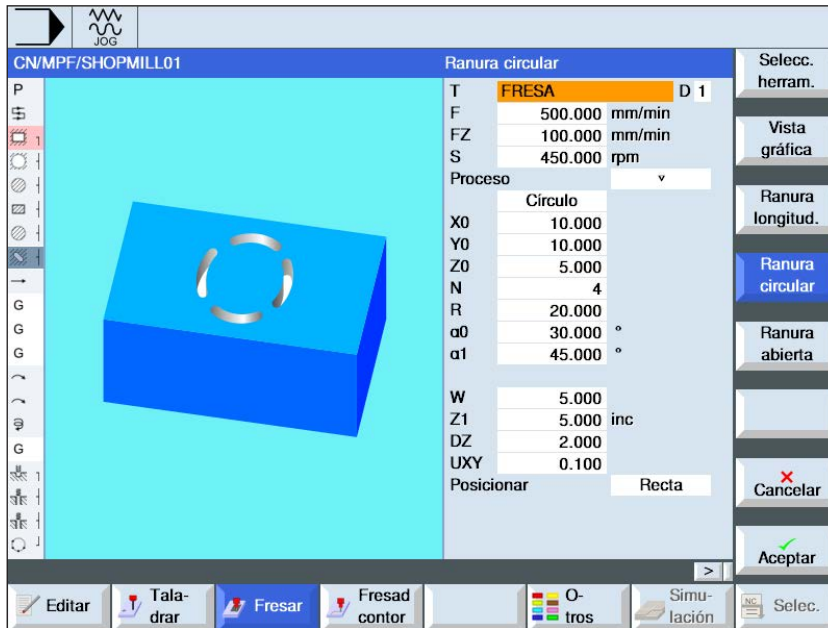 JOG
CN/MPF/SHOPMILL01
Ranura circular
T FRESA D 1
F 500.000 mm/min
FZ 100.000 mm/min
S 450.000 rpm
Proceso ▿
Círculo
X0 10.000
Y0 10.000
Z0 5.000
N 4
R 20.000
α0 30.000 °
α1 45.000 °
W 5.000
Z1 5.000 inc
DZ 2.000
UXY 0.100
Posicionar Recta
P
G
G
G
G
Selecc.
herram.
Vista
gráfica
Ranura
longitud.
Ranura
circular
Ranura
abierta
Cancelar
Aceptar
>
Editar
Tala-
drar
Fresar
Fresad
contor
O-
tros
Simu-
lación
NC
Selec.